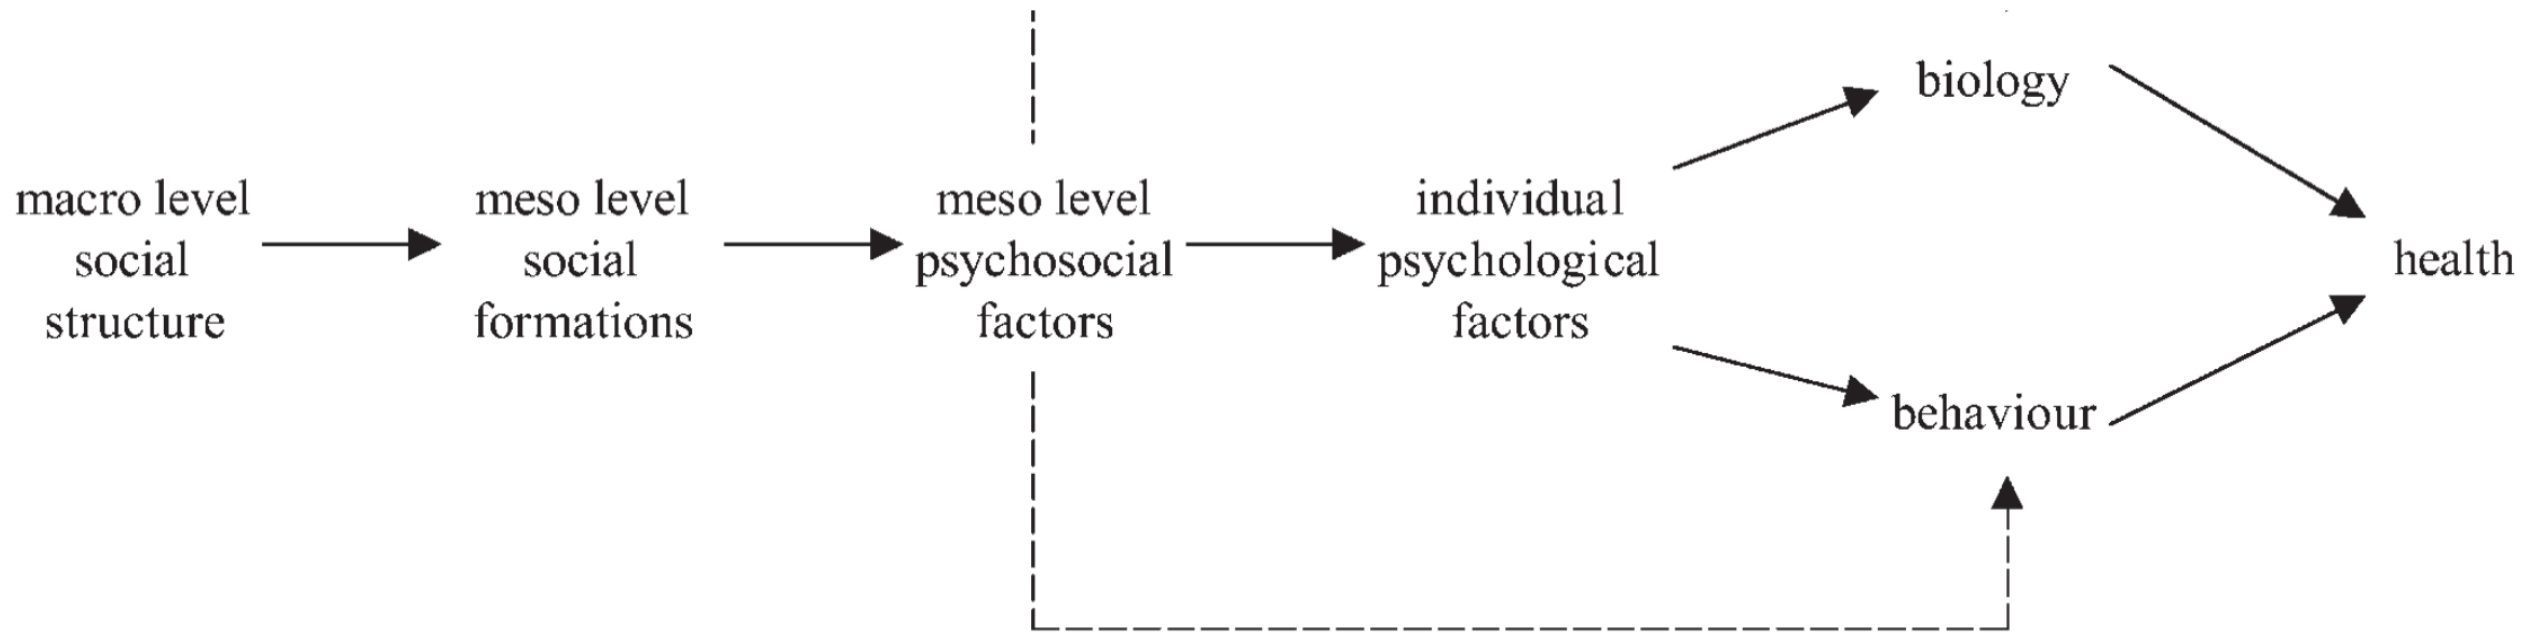 macro level
social
structure
meso level
social
formations
meso level
psychosocial
factors
individual
psychological
factors
biology
behaviour
health